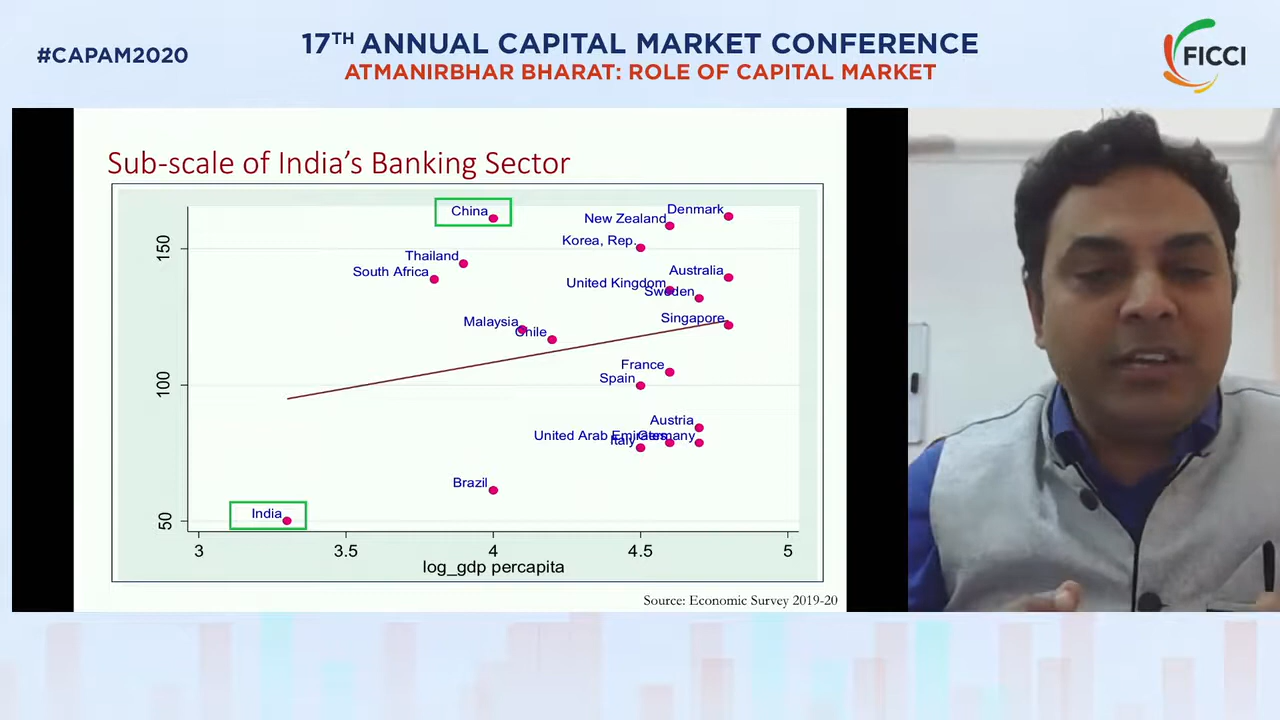 #CAPAM2020
17TH ANNUAL CAPITAL MARKET CONFERENCE
ATMANIRBHAR BHARAT: ROLE OF CAPITAL MARKET
FICCI
Sub-scale of India's Banking Sector
China
Denmark
New Zealand
Korea, Rep.
Thailand
South Africa
Australia
United Kingdom
Sweden
Malaysia
Chile
Singapore
France
Spain
Austria
United Arab Emirates
Germany
Italy
Brazil
India
150
100
50
3 3.5 4 4.5 5
log_gdp percapita
Source: Economic Survey 2019-20